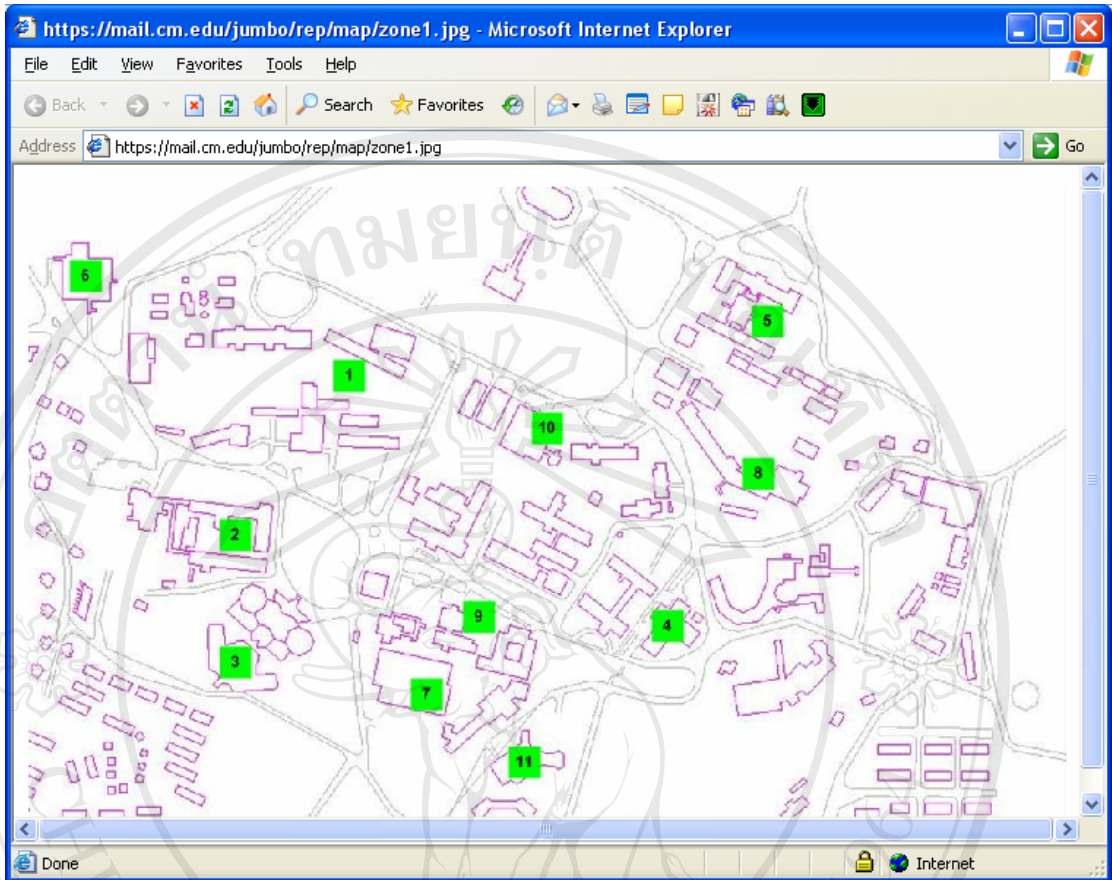 https://mail.cm.edu/jumbo/rep/map/zone1.jpg - Microsoft Internet Explorer
File Edit View Favorites Tools Help
Back Search Favorites
Address https://mail.cm.edu/jumbo/rep/map/zone1.jpg Go
6
5
1
10
8
2
9
4
3
7
11
Done Internet